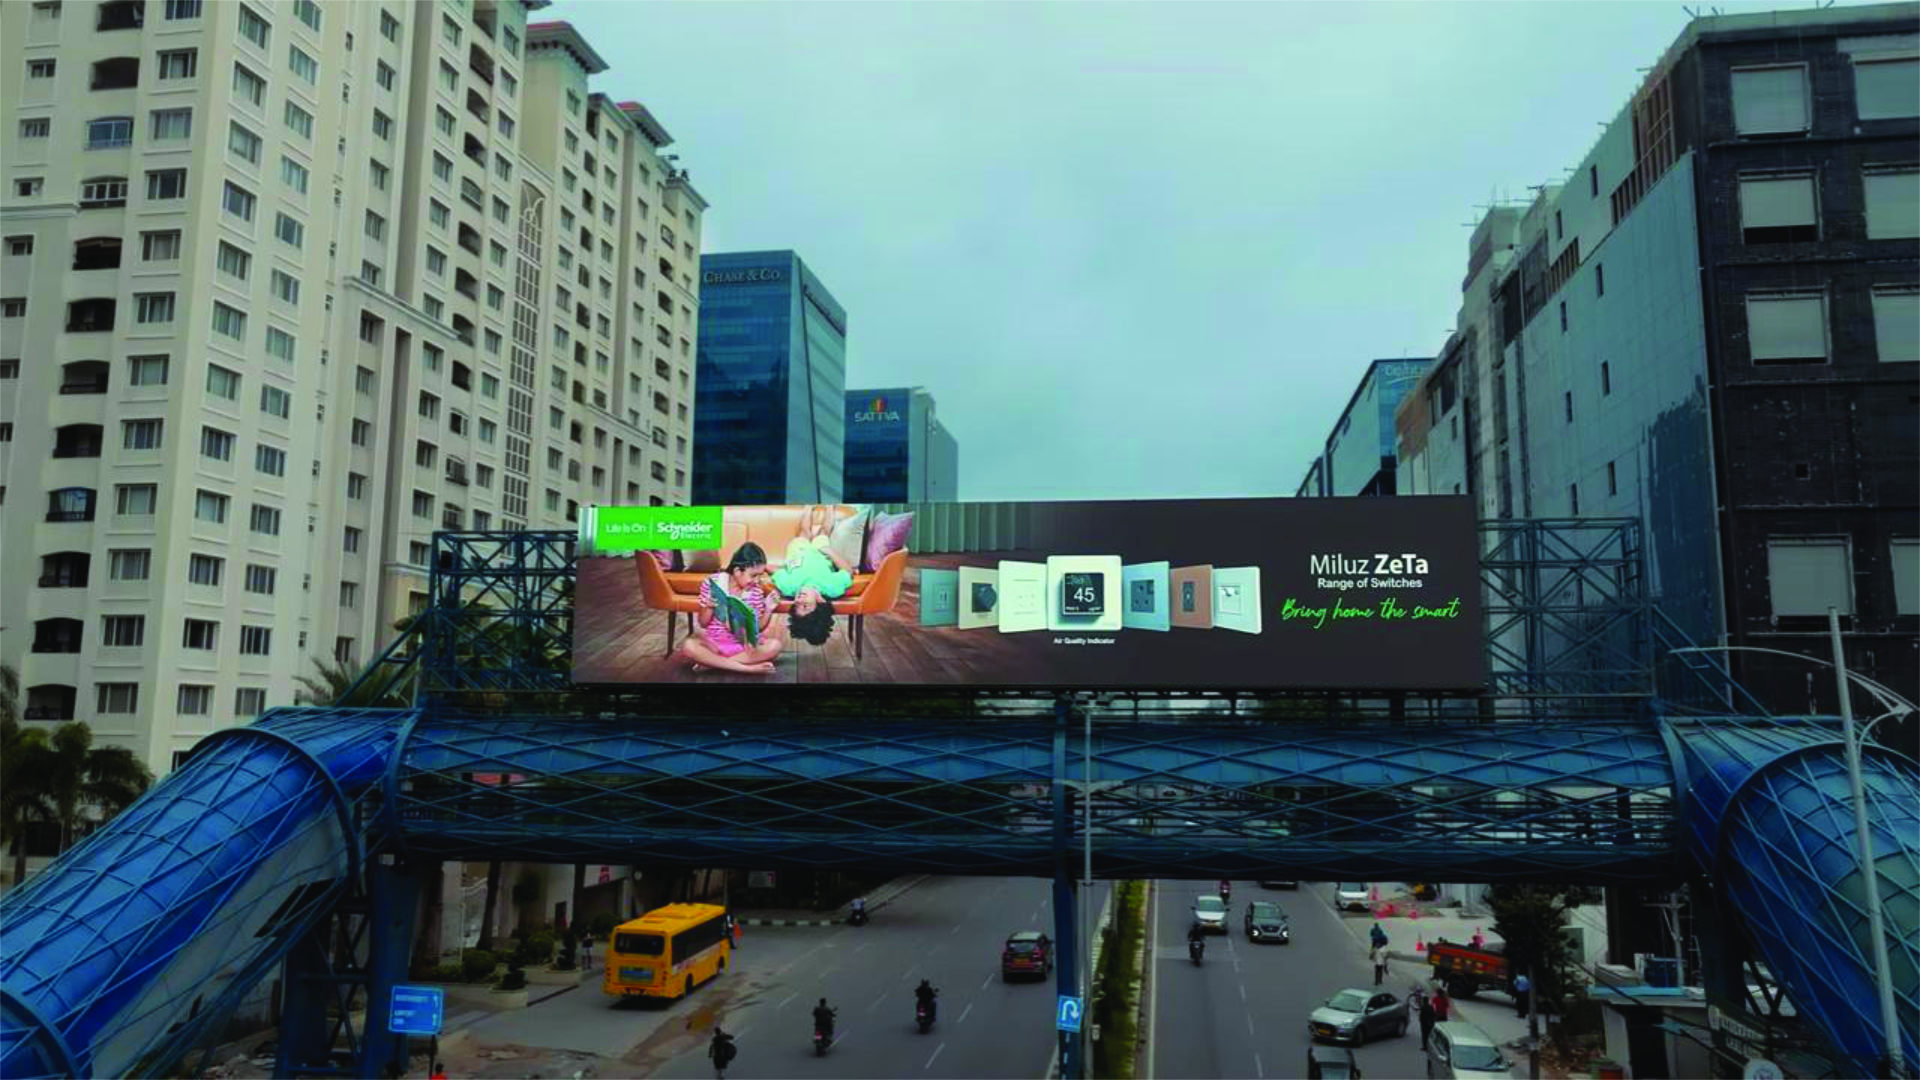 CHASE & CO.
SATTVA
Life Is On
Schneider
Electric
45
Air Quality Indicator
Miluz ZeTa
Range of Switches
Bring home the smart